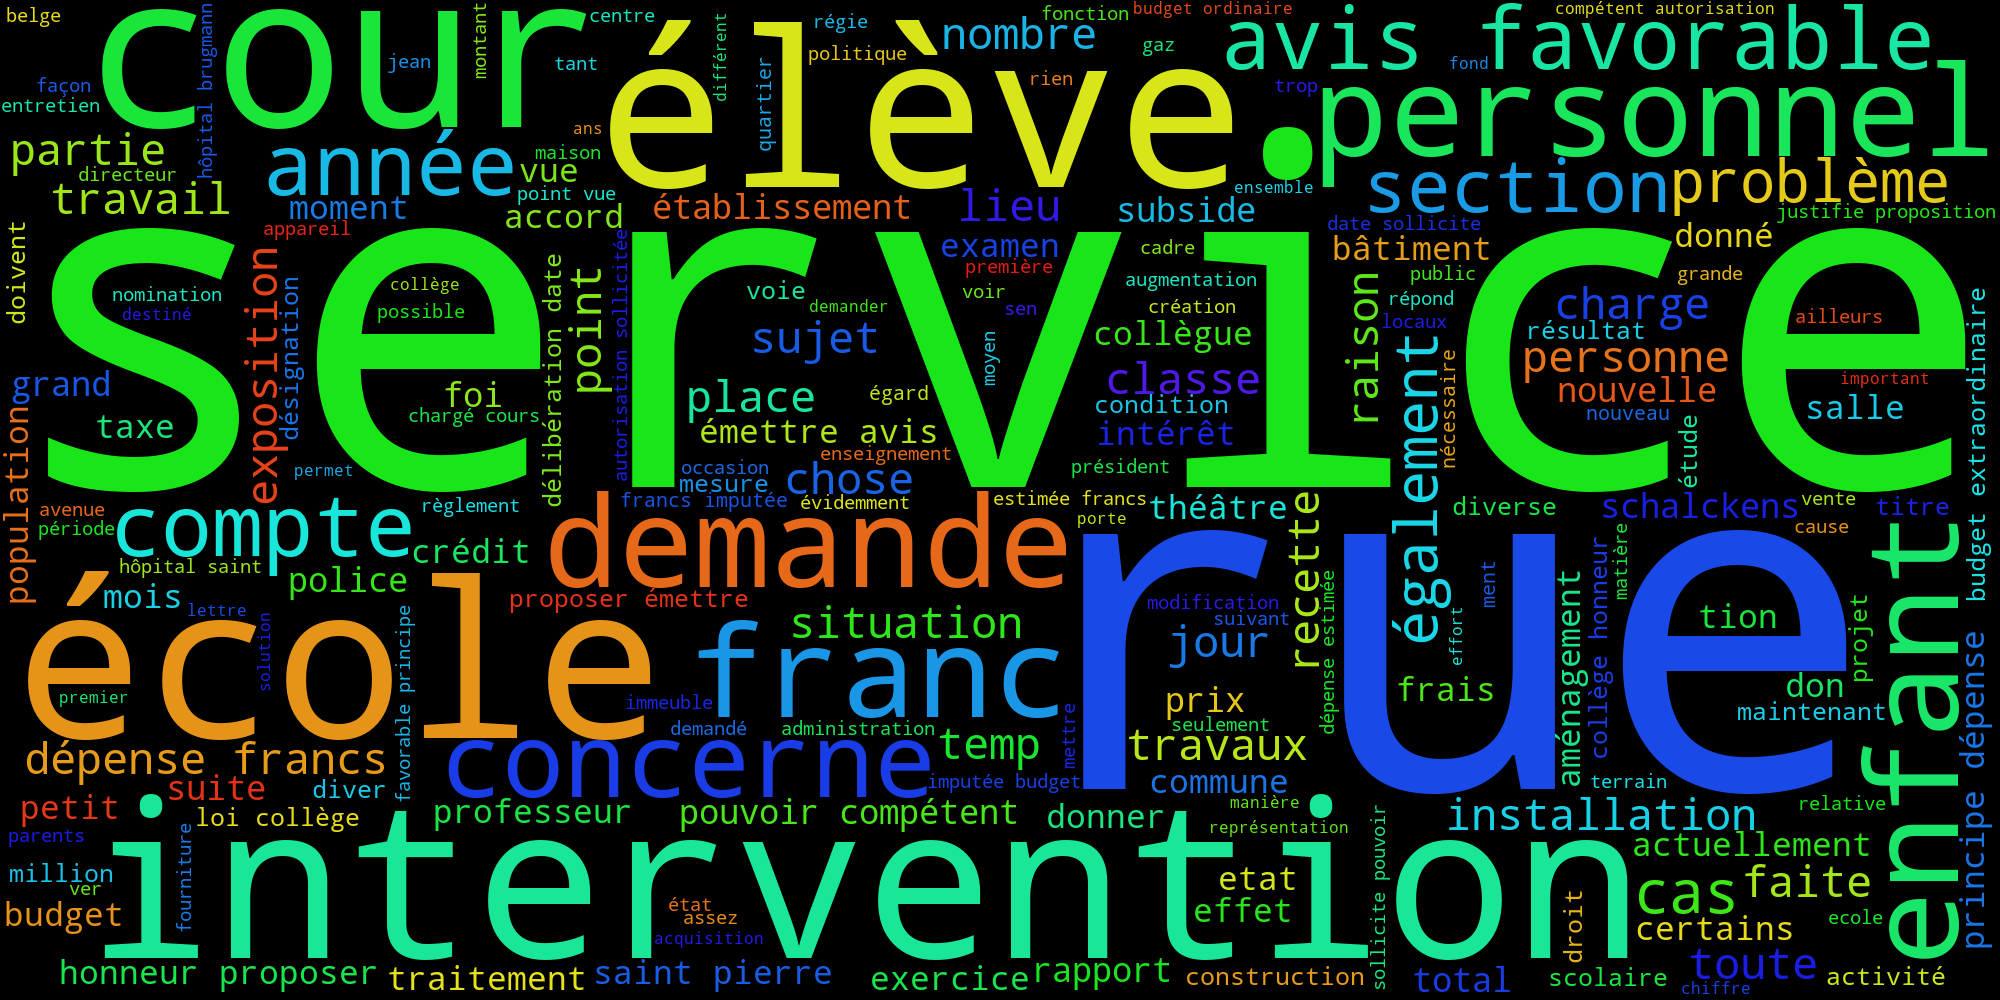 belge
cour
hôpital brugmann
montant
centre
différent
régie
nombre
fonction
budget ordinaire
avis favorable
compétent autorisation
jean
tant
politique
gaz
fond
façon
entretien
élève
quartier
rien
trop
personnel
ans
partie
directeur
année
maison
vue
point vue
ensemble
section
problème
travail
moment
accord
établissement
lieu
subside
justifie proposition
appareil
date sollicite
donné
doivent
service
exposition
désignation
délibération date
point
autorisation sollicitée
examen
cadre
bâtiment
première
public
grande
nomination
destiné
collège
possible
voie
demander
voir
sen
augmentation
création
répond
locaux
charge
ailleurs
budget extraordinaire
sujet
moyen
collègue
raison
également
résultat
nécessaire
personne
grand
foi
place
égard
classe
nouvelle
important
population
taxe
chargé cours
condition
nouveau
salle
émettre avis
intérêt
étude
permet
enseignement
occasion
mesure
chose
président
avenue
période
compte
règlement
francs imputée
évidemment
estimée francs
porte
théâtre
recette
diverse
schalckens
vente
titre
cause
demande
rue
crédit
hôpital saint
police
matière
collège honneur
enfant
école
mois
lettre
solution
favorable principe
proposer émettre
franc
situation
modification
suivant
dépense estimée
jour
effort
ment
aménagement
tion
projet
premier
immeuble
prix
frais
don
maintenant
demandé
administration
seulement
concerne
temp
mettre
travaux
dépense francs
principe dépense
suite
diver
imputée budget
commune
terrain
petit
loi collège
professeur
pouvoir compétent
donner
manière
installation
relative
parents
fourniture
intervention
représentation
sollicite pouvoir
actuellement
million
ver
etat
cas
faite
budget
état
assez
effet
droit
certains
ecole
acquisition
honneur proposer
traitement
saint pierre
exercice
rapport
construction
total
scolaire
toute
chiffre
activité